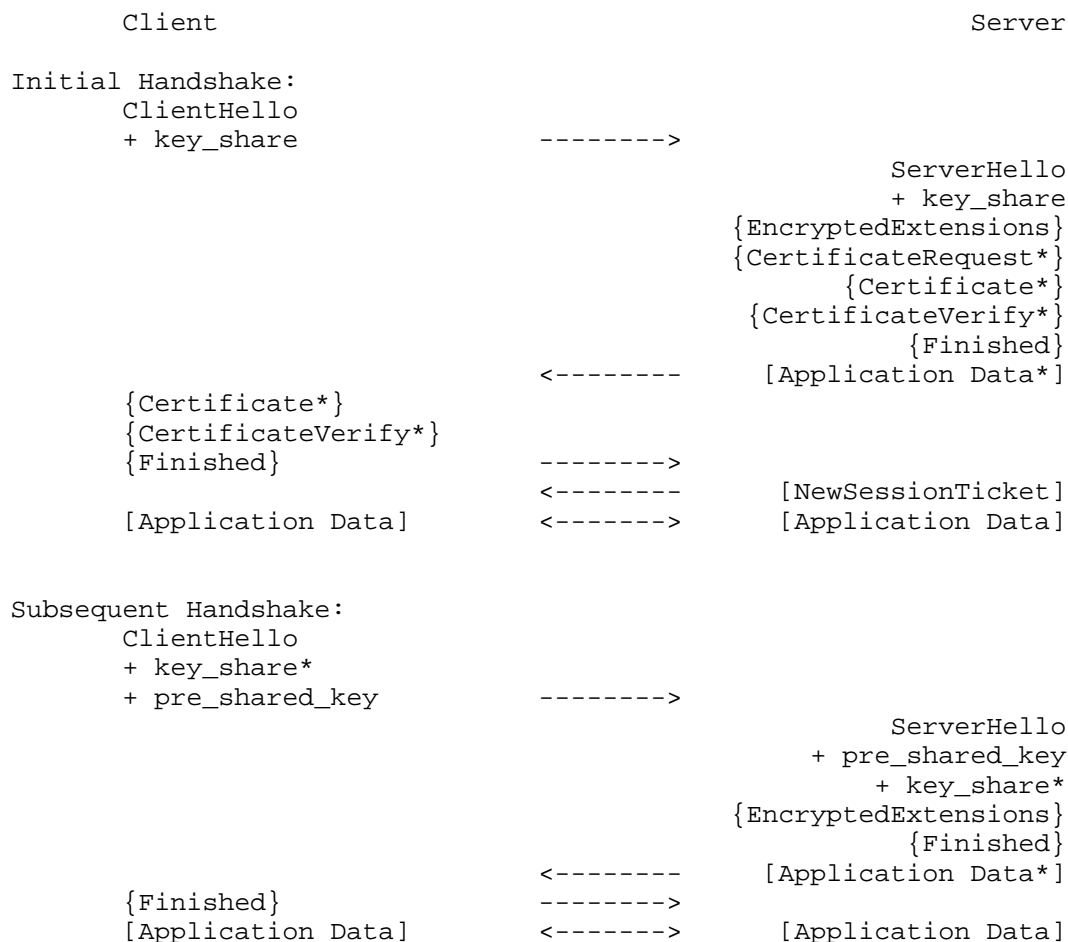 Client Server
Initial Handshake:
ClientHello
+ key_share -------->
ServerHello
+ key_share
{EncryptedExtensions}
{CertificateRequest*}
{Certificate*}
{CertificateVerify*}
{Finished}
<-------- [Application Data*]
{Certificate*}
{CertificateVerify*}
{Finished} -------->
<-------- [NewSessionTicket]
[Application Data] <-------> [Application Data]
Subsequent Handshake:
ClientHello
+ key_share*
+ pre_shared_key -------->
ServerHello
+ pre_shared_key
+ key_share*
{EncryptedExtensions}
{Finished}
<-------- [Application Data*]
{Finished} -------->
[Application Data] <-------> [Application Data]